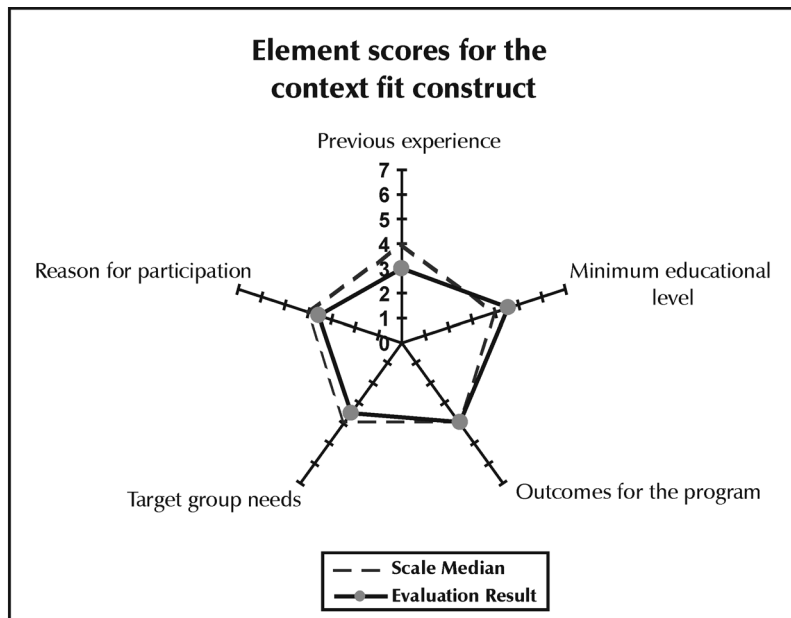 Element scores for the
context fit construct
Previous experience
7
6
5
4
3
2
1
0
Reason for participation
Minimum educational
level
Target group needs
Outcomes for the program
Scale Median
Evaluation Result